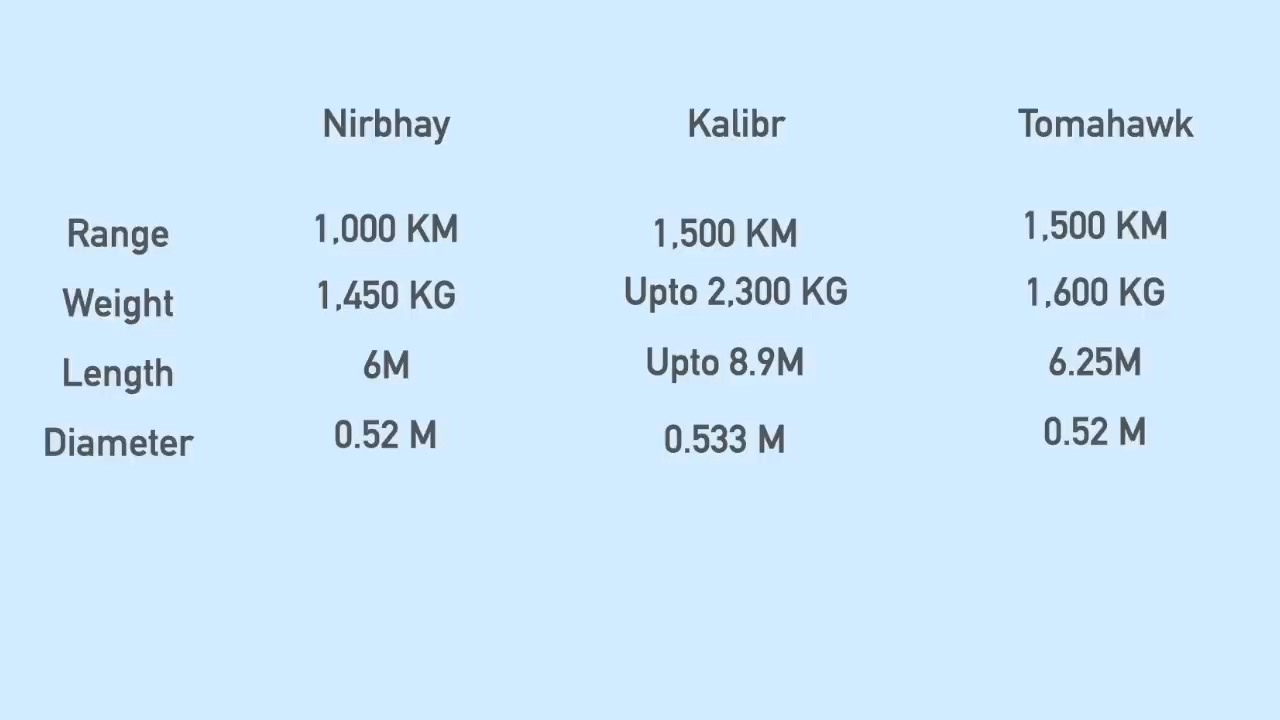 Nirbhay Kalibr Tomahawk
Range 1,000 KM 1,500 KM 1,500 KM
Weight 1,450 KG Upto 2,300 KG 1,600 KG
Length 6M Upto 8.9M 6.25M
Diameter 0.52 M 0.533 M 0.52 M